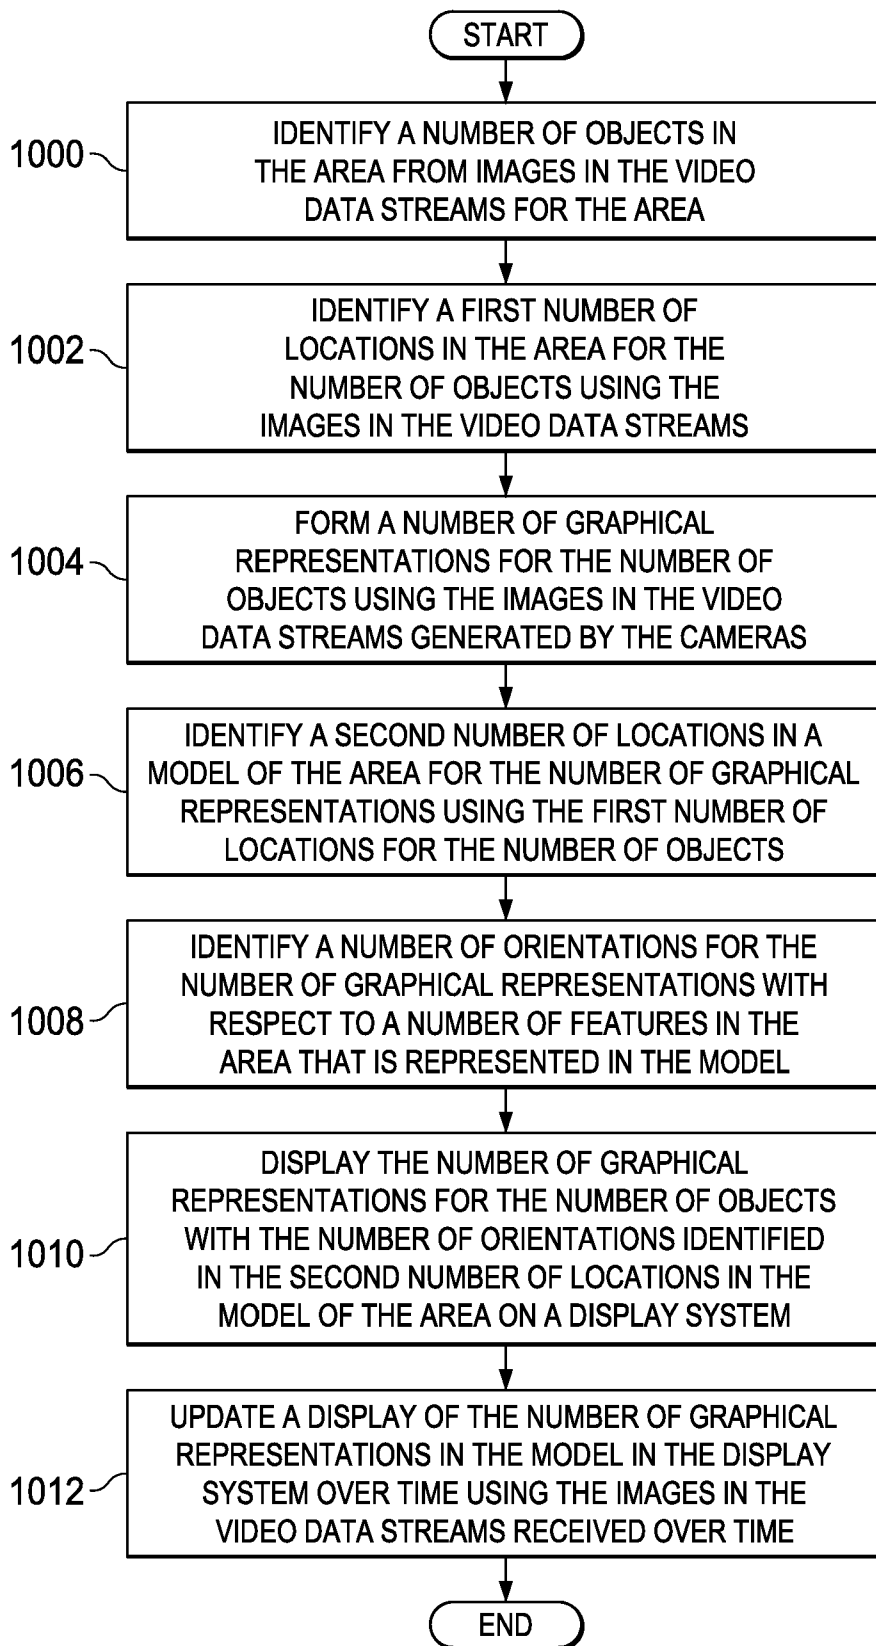 START
1000
IDENTIFY A NUMBER OF OBJECTS IN
THE AREA FROM IMAGES IN THE VIDEO
DATA STREAMS FOR THE AREA
1002
IDENTIFY A FIRST NUMBER OF
LOCATIONS IN THE AREA FOR THE
NUMBER OF OBJECTS USING THE
IMAGES IN THE VIDEO DATA STREAMS
1004
FORM A NUMBER OF GRAPHICAL
REPRESENTATIONS FOR THE NUMBER OF
OBJECTS USING THE IMAGES IN THE VIDEO
DATA STREAMS GENERATED BY THE CAMERAS
1006
IDENTIFY A SECOND NUMBER OF LOCATIONS IN A
MODEL OF THE AREA FOR THE NUMBER OF GRAPHICAL
REPRESENTATIONS USING THE FIRST NUMBER OF
LOCATIONS FOR THE NUMBER OF OBJECTS
1008
IDENTIFY A NUMBER OF ORIENTATIONS FOR THE
NUMBER OF GRAPHICAL REPRESENTATIONS WITH
RESPECT TO A NUMBER OF FEATURES IN THE
AREA THAT IS REPRESENTED IN THE MODEL
1010
DISPLAY THE NUMBER OF GRAPHICAL
REPRESENTATIONS FOR THE NUMBER OF OBJECTS
WITH THE NUMBER OF ORIENTATIONS IDENTIFIED
IN THE SECOND NUMBER OF LOCATIONS IN THE
MODEL OF THE AREA ON A DISPLAY SYSTEM
1012
UPDATE A DISPLAY OF THE NUMBER OF GRAPHICAL
REPRESENTATIONS IN THE MODEL IN THE DISPLAY
SYSTEM OVER TIME USING THE IMAGES IN THE
VIDEO DATA STREAMS RECEIVED OVER TIME
END